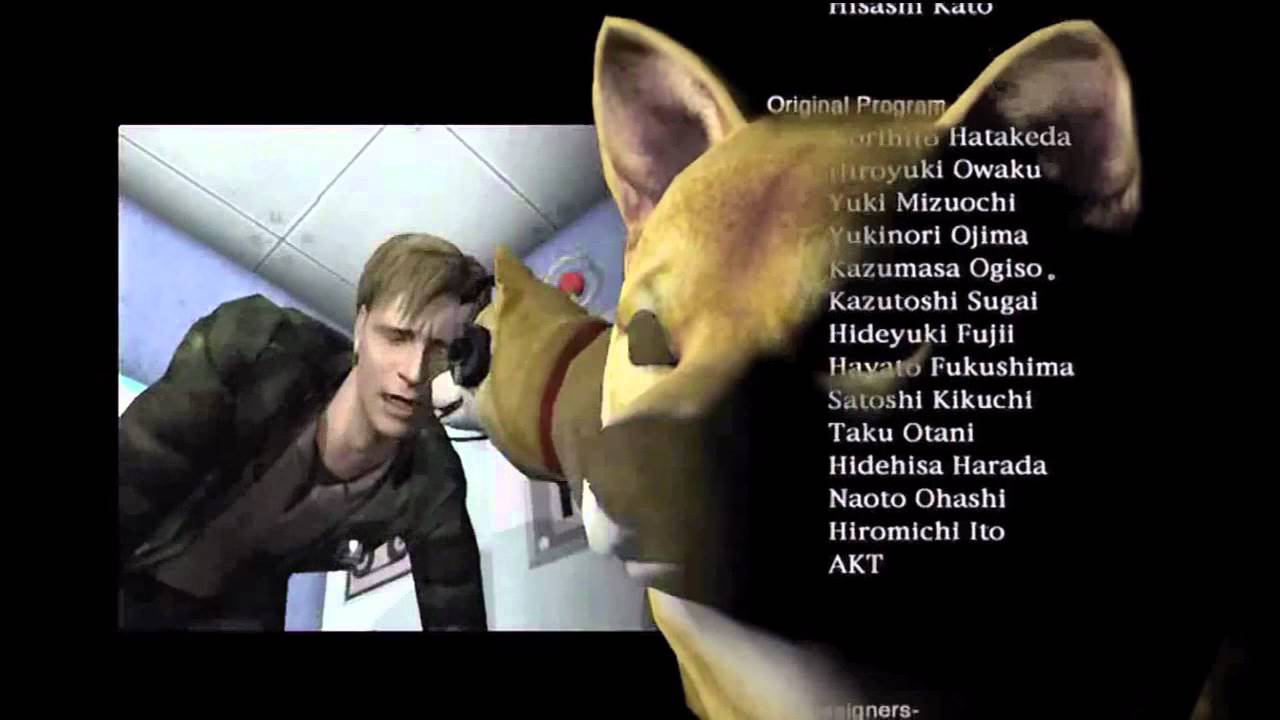 Hisashi Kato
Original Program
Norihito Hatakeda
Hiroyuki Owaku
Yuki Mizuochi
Yukinori Ojima
Kazumasa Ogiso
Kazutoshi Sugai
Hideyuki Fujii
Hayato Fukushima
Satoshi Kikuchi
Taku Otani
Hidehisa Harada
Naoto Ohashi
Hiromichi Ito
AKT